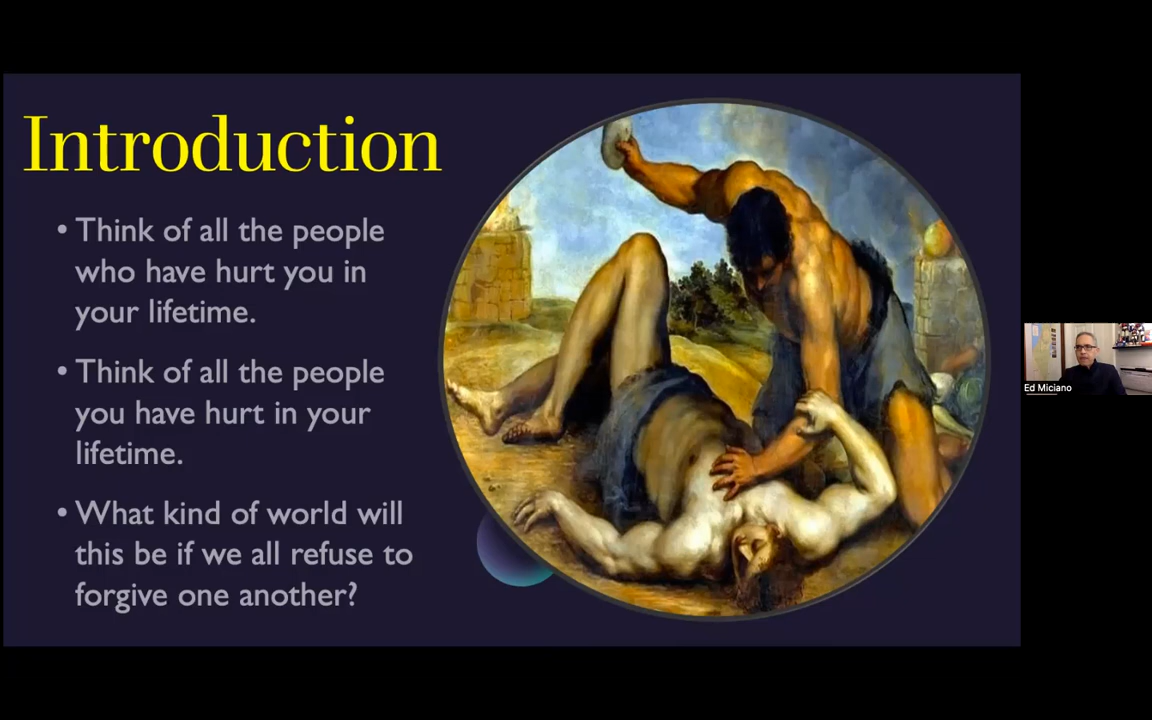 Introduction
• Think of all the people
who have hurt you in
your lifetime.
• Think of all the people
you have hurt in your
lifetime.
• What kind of world will
this be if we all refuse to
forgive one another?
Ed Miciano